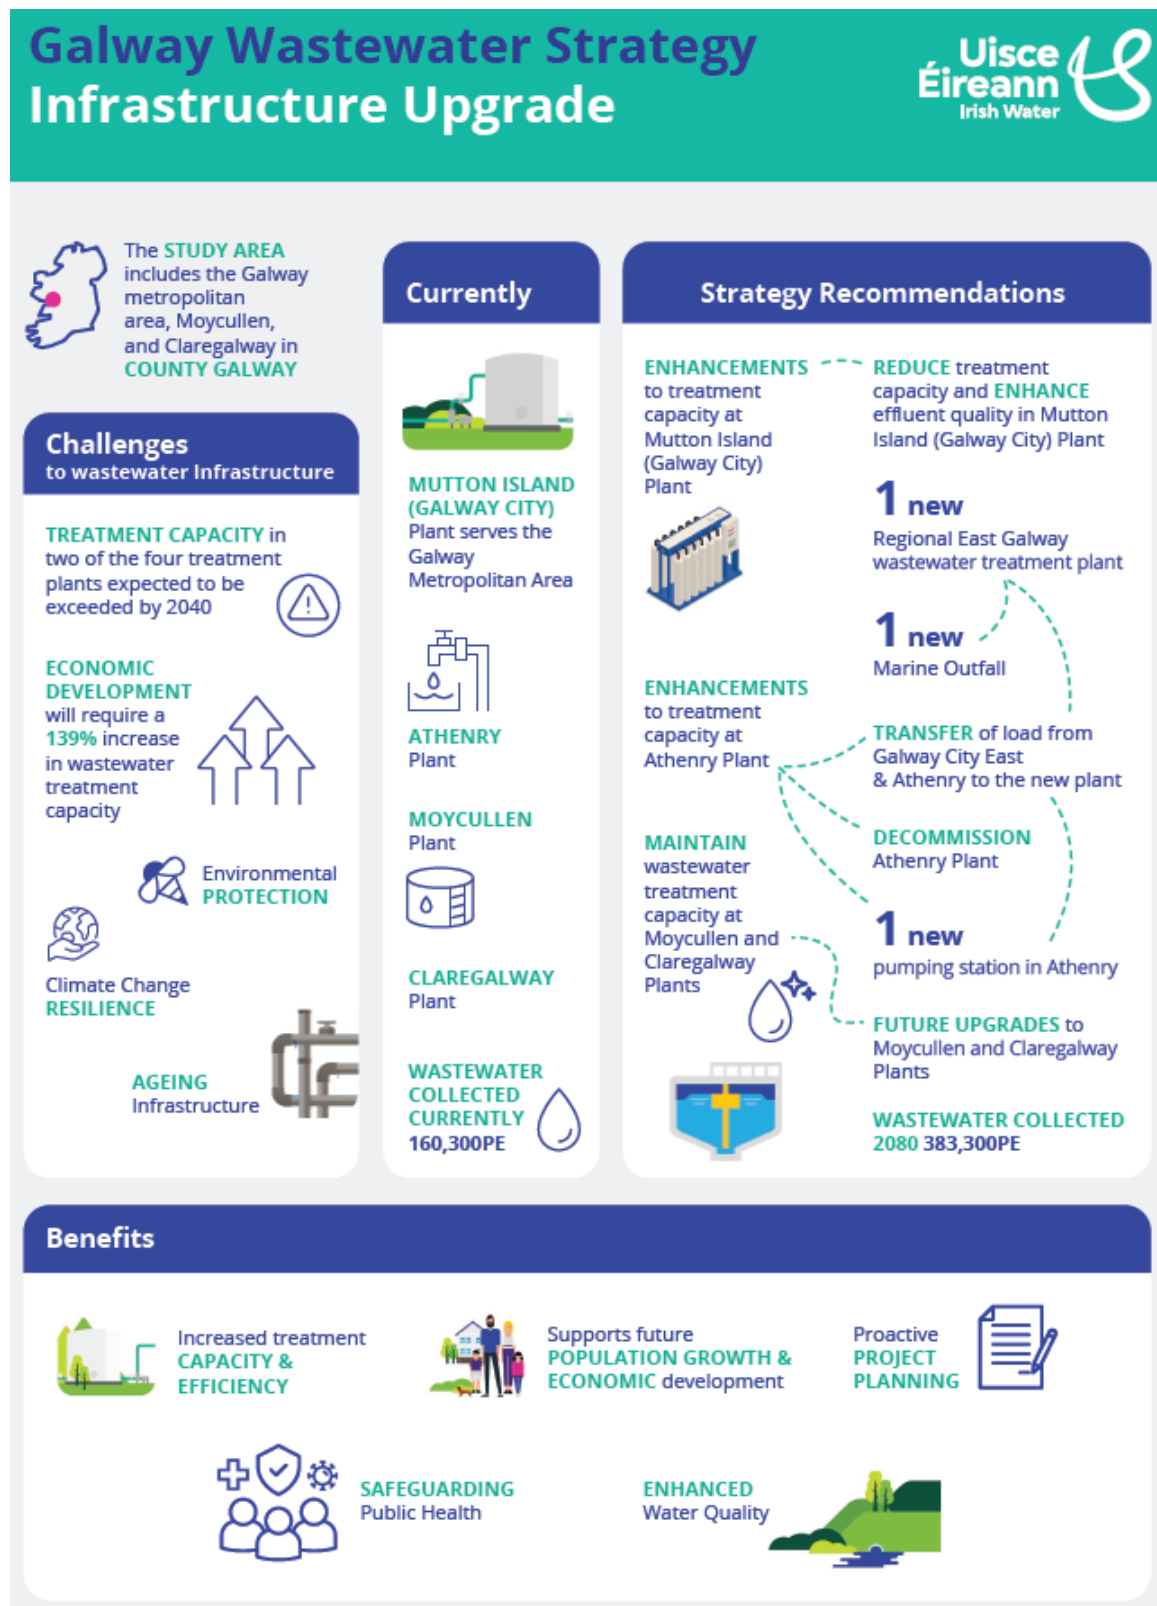 Galway Wastewater Strategy
Infrastructure Upgrade
Uisce
Éireann
Irish Water
The STUDY AREA
includes the Galway
metropolitan
area, Moycullen,
and Claregalway in
COUNTY GALWAY
Challenges
to wastewater Infrastructure
TREATMENT CAPACITY in
two of the four treatment
plants expected to be
exceeded by 2040
ECONOMIC
DEVELOPMENT
will require a
139% increase
in wastewater
treatment
capacity
Environmental
PROTECTION
Climate Change
RESILIENCE
AGEING
Infrastructure
Currently
MUTTON ISLAND
(GALWAY CITY)
Plant serves the
Galway
Metropolitan Area
ATHENRY
Plant
MOYCULLEN
Plant
CLAREGALWAY
Plant
WASTEWATER
COLLECTED
CURRENTLY
160,300PE
Strategy Recommendations
ENHANCEMENTS
to treatment
capacity at
Mutton Island
(Galway City)
Plant
REDUCE treatment
capacity and ENHANCE
effluent quality in Mutton
Island (Galway City) Plant
1 new
Regional East Galway
wastewater treatment plant
1 new
Marine Outfall
ENHANCEMENTS
to treatment
capacity at
Athenry Plant
TRANSFER of load from
Galway City East
& Athenry to the new plant
DECOMMISSION
Athenry Plant
1 new
pumping station in Athenry
MAINTAIN
wastewater
treatment
capacity at
Moycullen and
Claregalway
Plants
FUTURE UPGRADES to
Moycullen and Claregalway
Plants
WASTEWATER COLLECTED
2080 383,300PE
Benefits
Increased treatment
CAPACITY &
EFFICIENCY
Supports future
POPULATION GROWTH &
ECONOMIC development
Proactive
PROJECT
PLANNING
SAFEGUARDING
Public Health
ENHANCED
Water Quality